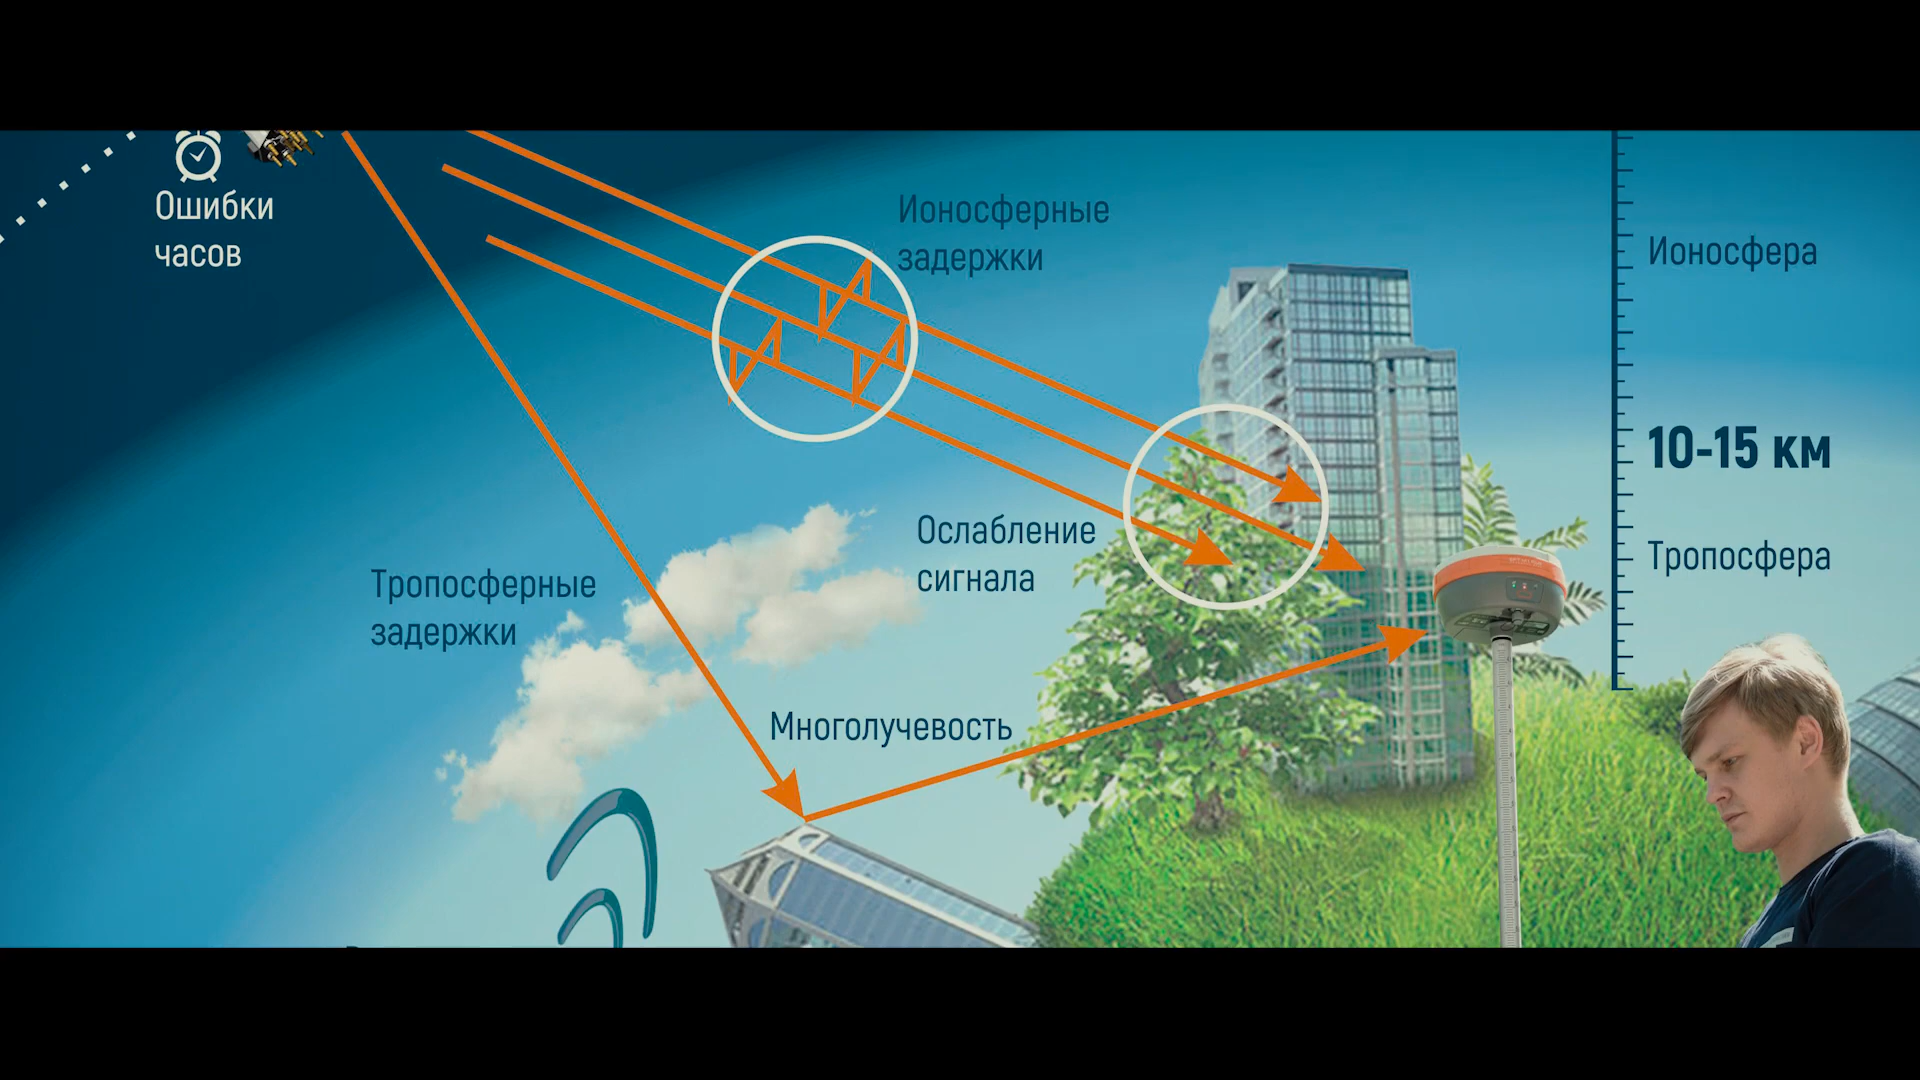 Ошибки
часов
Ионосферные
задержки
Ионосфера
10-15 км
Ослабление
сигнала
Тропосфера
Тропосферные
задержки
Многолучевость